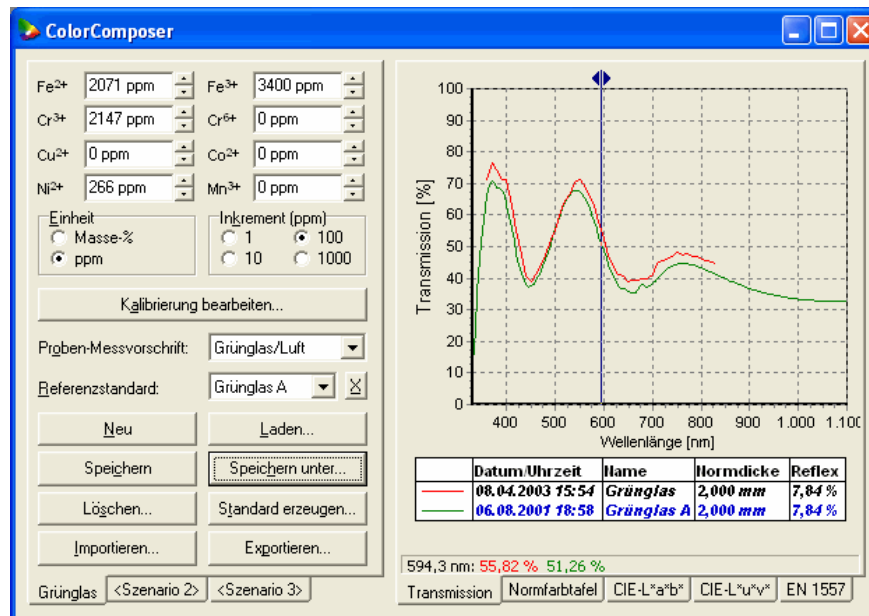 ColorComposer
Fe2+ 2071 ppm Fe3+ 3400 ppm
Cr3+ 2147 ppm Cr6+ 0 ppm
Cu2+ 0 ppm Co2+ 0 ppm
Ni2+ 266 ppm Mn3+ 0 ppm
Einheit
Masse-%
ppm
Inkrement (ppm)
1 100
10 1000
Kalibrierung bearbeiten...
Proben-Messvorschrift: Grünglas/Luft
Referenzstandard: Grünglas A X
Neu Laden...
Speichern Speichern unter...
Löschen... Standard erzeugen...
Importieren... Exportieren...
Grünglas <Szenario 2> <Szenario 3>
Transmission [%]
100
90
80
70
60
50
40
30
20
10
0
400 500 600 700 800 900 1.000 1.100
Wellenlänge [nm]
Datum/Uhrzeit Name Normdicke Reflex
08.04.2003 15:54 Grünglas 2,000 mm 7,84 %
06.08.2001 18:58 Grünglas A 2,000 mm 7,84 %
594,3 nm: 55,82 % 51,26 %
Transmission Normfarbtafel CIE-L*a*b* CIE-L*u*v* EN 1557